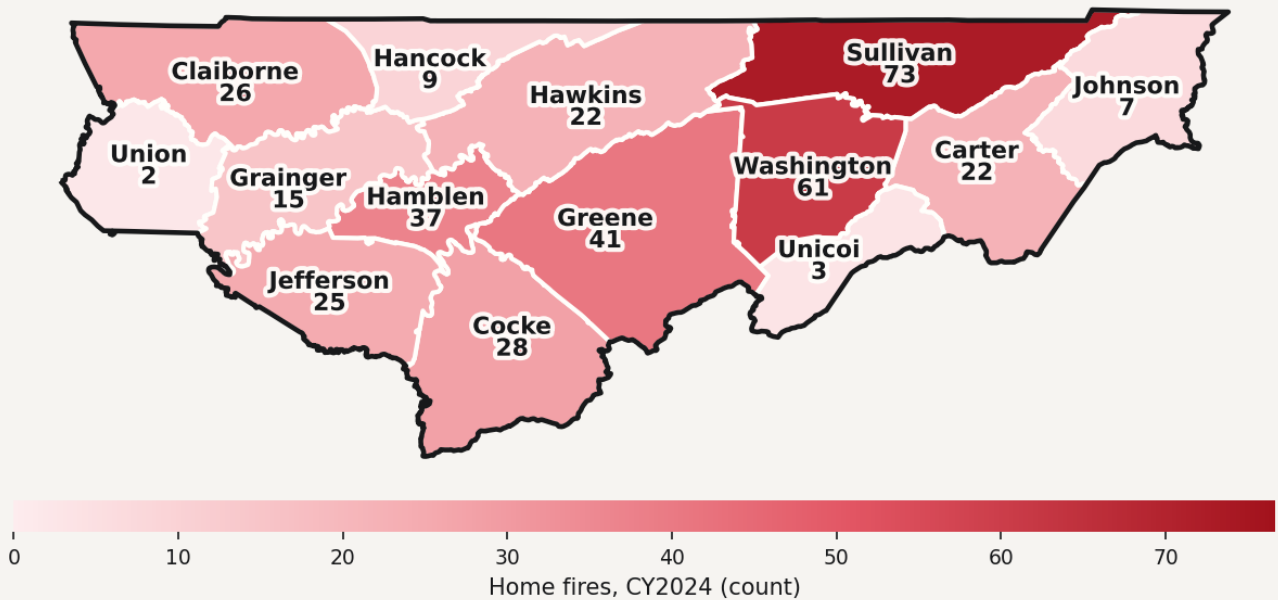 Claiborne
26
Hancock
9
Hawkins
22
Sullivan
73
Johnson
7
Union
2
Grainger
15
Hamblen
37
Greene
41
Washington
61
Carter
22
Unicoi
3
Jefferson
25
Cocke
28
0 10 20 30 40 50 60 70
Home fires, CY2024 (count)